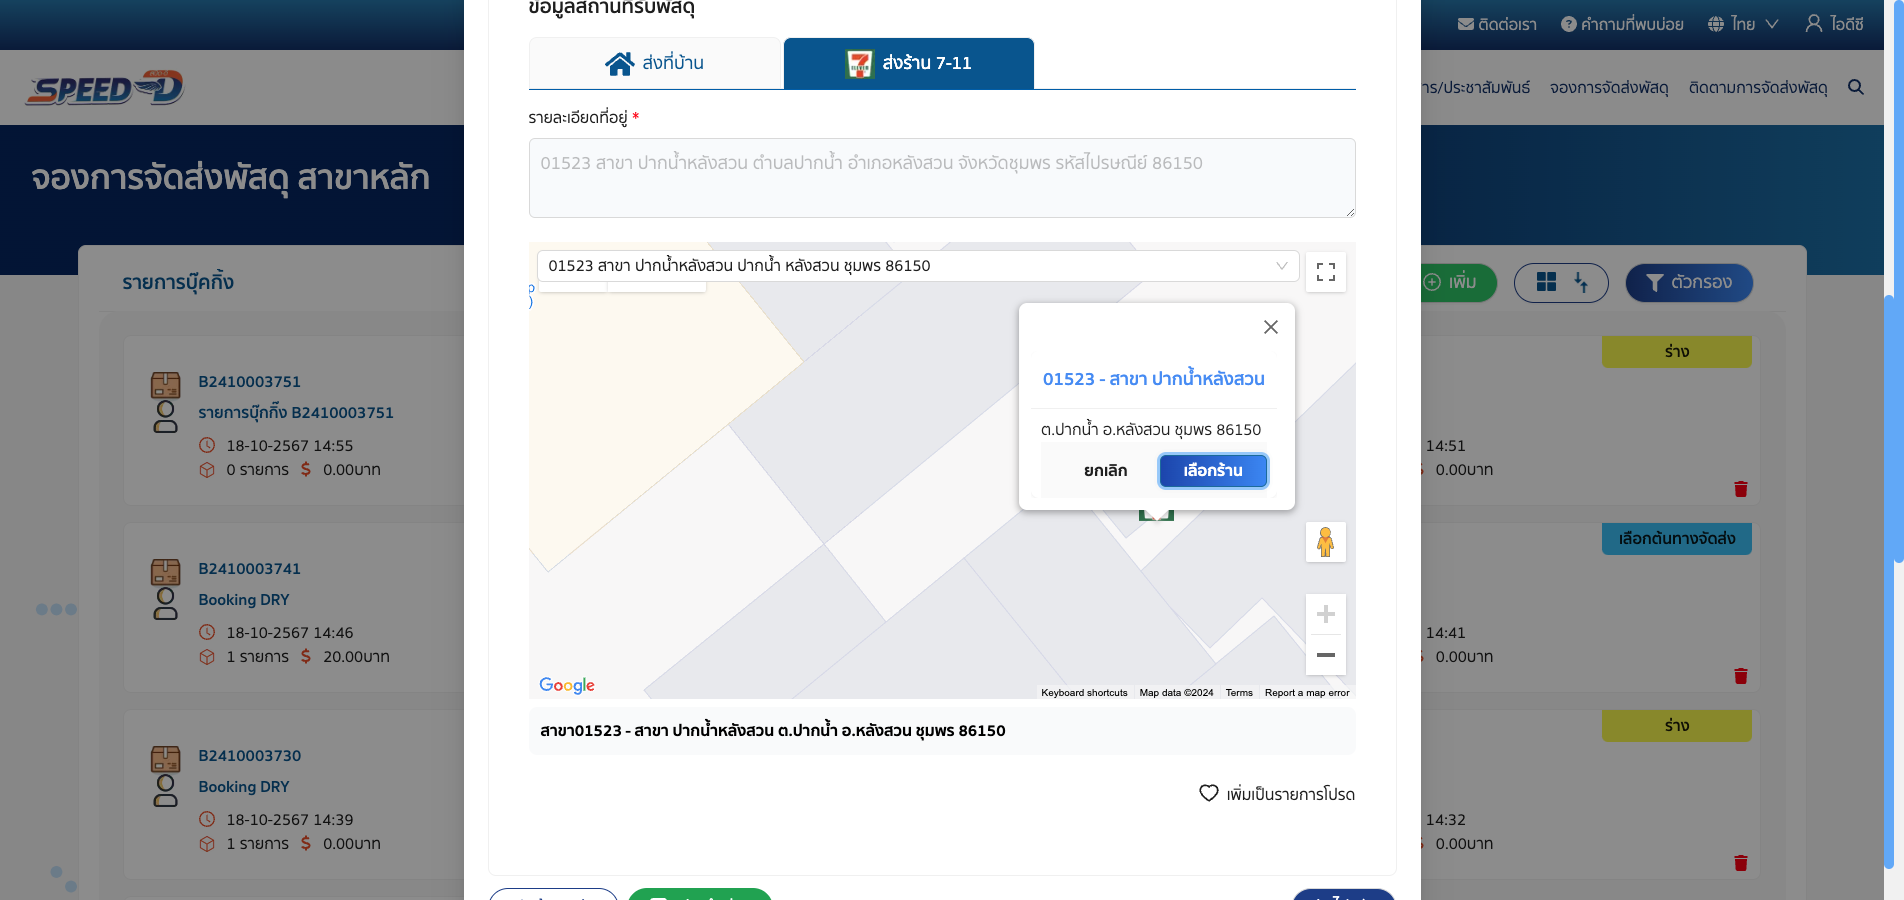 ข้อมูลสถานที่รับพัสดุ
ติดต่อเรา
คำถามที่พบบ่อย
ไทย
ไอดีซี
SPEED-D
ส่งที่บ้าน
ส่งร้าน 7-11
าร/ประชาสัมพันธ์
จองการจัดส่งพัสดุ
ติดตามการจัดส่งพัสดุ
รายละเอียดที่อยู่ *
01523 สาขา ปากน้ำหลังสวน ตำบลปากน้ำ อำเภอหลังสวน จังหวัดชุมพร รหัสไปรษณีย์ 86150
จองการจัดส่งพัสดุ สาขาหลัก
รายการบุ๊คกิ้ง
01523 สาขา ปากน้ำหลังสวน ปากน้ำ หลังสวน ชุมพร 86150
เพิ่ม
ตัวกรอง
B2410003751
รายการบุ๊กกิ๊ง B2410003751
18-10-2567 14:55
0 รายการ $ 0.00บาท
01523 - สาขา ปากน้ำหลังสวน
ต.ปากน้ำ อ.หลังสวน ชุมพร 86150
ยกเลิก
เลือกร้าน
ร่าง
14:51
0.00บาท
B2410003741
Booking DRY
18-10-2567 14:46
1 รายการ $ 20.00บาท
เลือกต้นทางจัดส่ง
14:41
0.00บาท
Google
Keyboard shortcuts
Map data ©2024
Terms
Report a map error
สาขา01523 - สาขา ปากน้ำหลังสวน ต.ปากน้ำ อ.หลังสวน ชุมพร 86150
B2410003730
Booking DRY
18-10-2567 14:39
1 รายการ $ 0.00บาท
ร่าง
14:32
0.00บาท
เพิ่มเป็นรายการโปรด